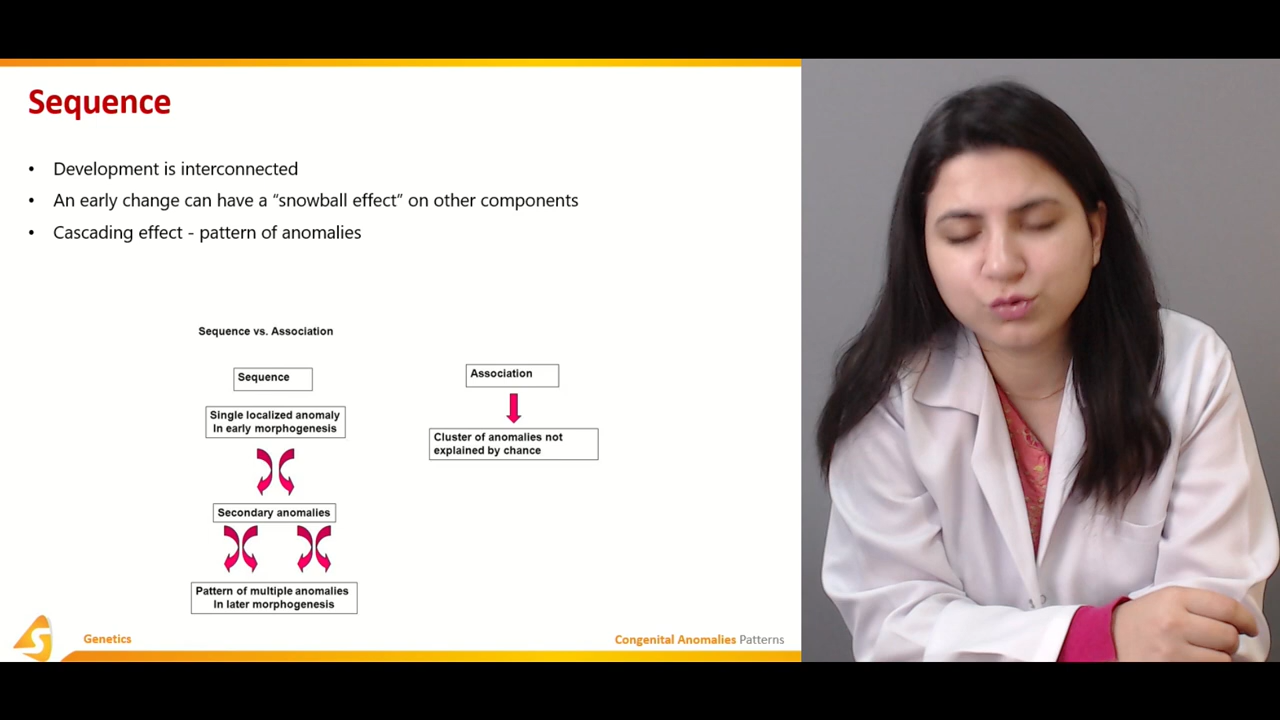 Sequence
• Development is interconnected
• An early change can have a “snowball effect” on other components
• Cascading effect - pattern of anomalies
Sequence vs. Association
Sequence
Single localized anomaly
In early morphogenesis
Secondary anomalies
Pattern of multiple anomalies
In later morphogenesis
Association
Cluster of anomalies not
explained by chance
Genetics
Congenital Anomalies Patterns